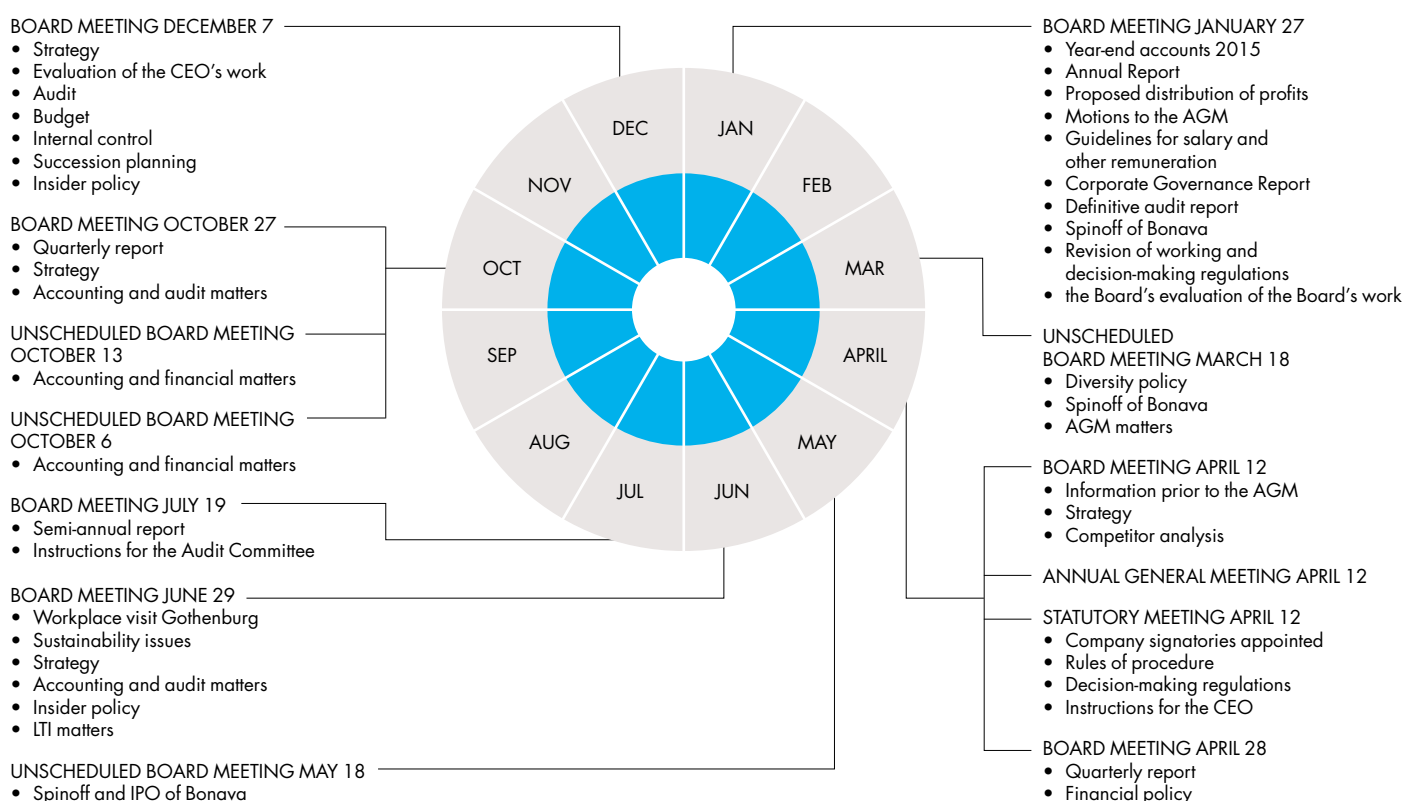 BOARD MEETING DECEMBER 7
• Strategy
• Evaluation of the CEO's work
• Audit
• Budget
• Internal control
• Succession planning
• Insider policy
BOARD MEETING OCTOBER 27
• Quarterly report
• Strategy
• Accounting and audit matters
UNSCHEDULED BOARD MEETING
OCTOBER 13
• Accounting and financial matters
UNSCHEDULED BOARD MEETING
OCTOBER 6
• Accounting and financial matters
BOARD MEETING JULY 19
• Semi-annual report
• Instructions for the Audit Committee
BOARD MEETING JUNE 29
• Workplace visit Gothenburg
• Sustainability issues
• Strategy
• Accounting and audit matters
• Insider policy
• LTI matters
UNSCHEDULED BOARD MEETING MAY 18
• Spinoff and IPO of Bonava
JAN
FEB
MAR
APRIL
MAY
JUN
JUL
AUG
SEP
OCT
NOV
DEC
BOARD MEETING JANUARY 27
• Year-end accounts 2015
• Annual Report
• Proposed distribution of profits
• Motions to the AGM
• Guidelines for salary and
other remuneration
• Corporate Governance Report
• Definitive audit report
• Spinoff of Bonava
• Revision of working and
decision-making regulations
• the Board's evaluation of the Board's work
UNSCHEDULED
BOARD MEETING MARCH 18
• Diversity policy
• Spinoff of Bonava
• AGM matters
BOARD MEETING APRIL 12
• Information prior to the AGM
• Strategy
• Competitor analysis
ANNUAL GENERAL MEETING APRIL 12
STATUTORY MEETING APRIL 12
• Company signatories appointed
• Rules of procedure
• Decision-making regulations
• Instructions for the CEO
BOARD MEETING APRIL 28
• Quarterly report
• Financial policy